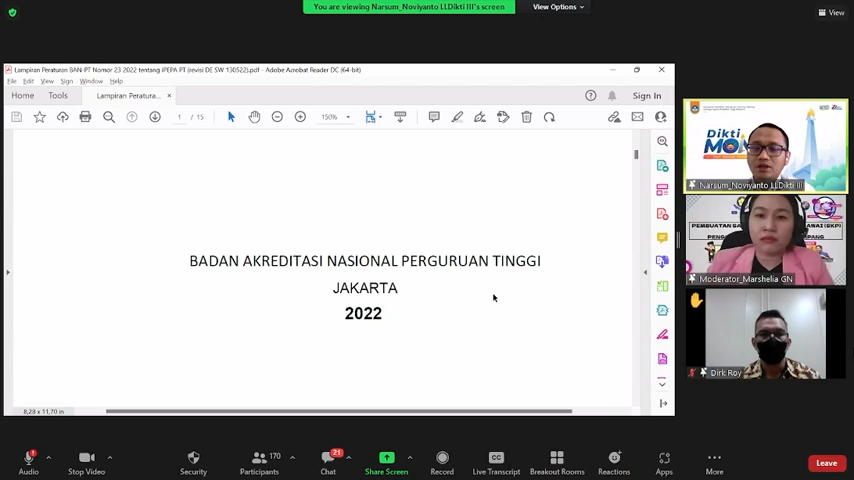 You are viewing Narsum_Noviyanto LLDikti III's screen
View Options
View
Lampiran Peraturan BAN-PT Nomor 23 2022 tentang IPEPA PT (revisi DE SW 130522).pdf - Adobe Acrobat Reader DC (64-bit)
File Edit View Sign Window Help
Home Tools Lampiran Peratura... × Sign In
1 / 15 150%
BADAN AKREDITASI NASIONAL PERGURUAN TINGGI
JAKARTA
2022
8,28 x 11,70 in
Dikti
Narsum_Noviyanto LLDikti III
PEMBUATAN
Moderator_Marshelia GN
Dirk Roy
170
21
Audio Stop Video Security Participants Chat Share Screen Record Live Transcript Breakout Rooms Reactions Apps More Leave